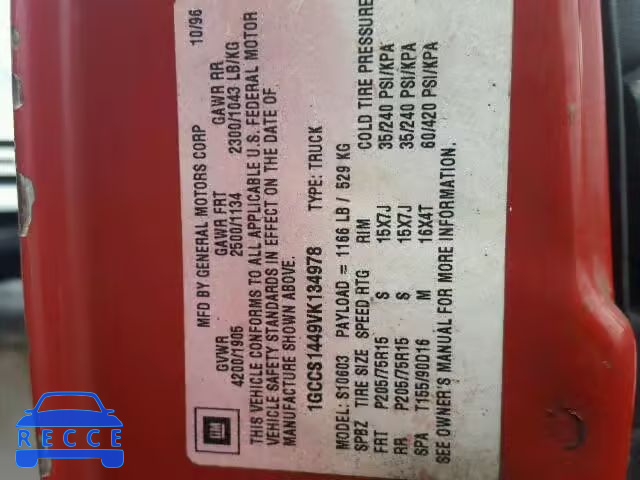 MFD BY GENERAL MOTORS CORP 10/96
GVWR GAWR FRT GAWR RR
4200/1905 2500/1134 2300/1043 LB/KG
THIS VEHICLE CONFORMS TO ALL APPLICABLE U.S. FEDERAL MOTOR
VEHICLE SAFETY STANDARDS IN EFFECT ON THE DATE OF
MANUFACTURE SHOWN ABOVE.
GM
1GCCS1449VK134978 TYPE: TRUCK
MODEL: S10603 PAYLOAD = 1166 LB / 529 KG
SPBZ TIRE SIZE SPEED RTG RIM COLD TIRE PRESSURE
FRT P205/75R15 S 15X7J 35/240 PSI/KPA
RR P205/75R15 S 15X7J 35/240 PSI/KPA
SPA T155/90D16 M 16X4T 60/420 PSI/KPA
SEE OWNER'S MANUAL FOR MORE INFORMATION.
RECCE